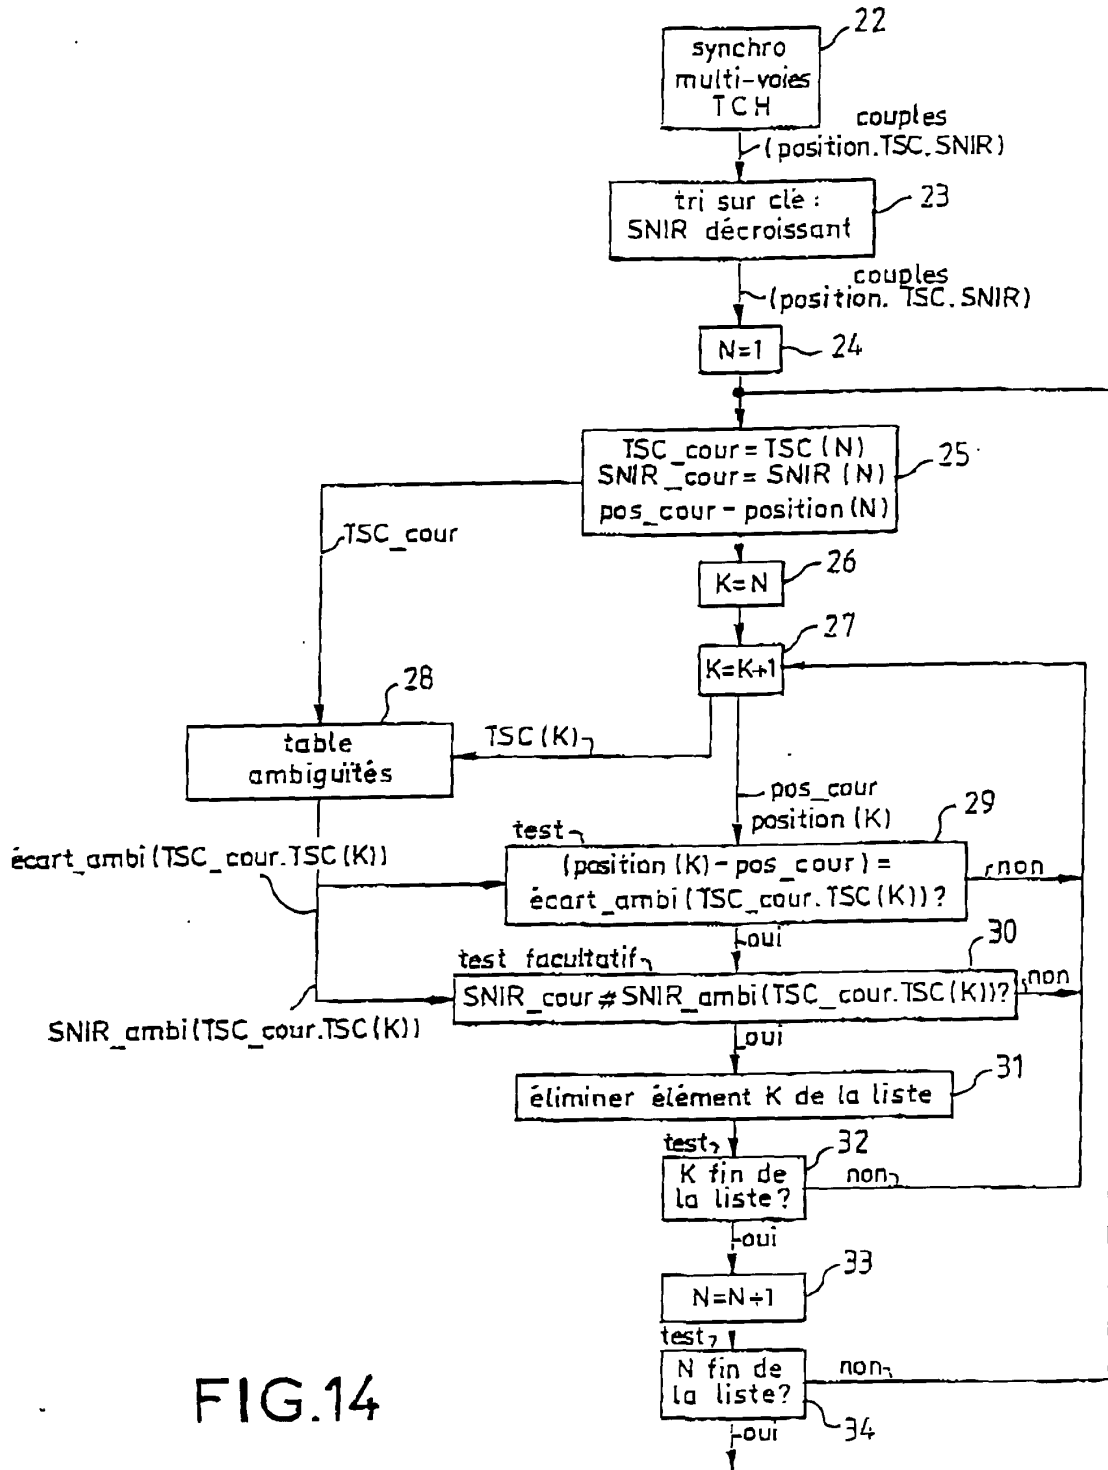 22
synchro
multi-voies
TCH
couples
(position.TSC.SNIR)
23
tri sur clé :
SNIR décroissant
couples
(position. TSC.SNIR)
N=1
24
TSC_cour = TSC (N)
SNIR_cour = SNIR (N)
pos_cour - position (N)
25
TSC_cour
K=N
26
27
K=K+1
28
TSC (K)
table
ambiguités
pos_cour
position (K)
29
test
écart_ambi (TSC_cour.TSC(K))
(position (K) - pos_cour) =
écart_ambi (TSC_cour.TSC(K)) ?
non
oui
30
test facultatif
SNIR_cour # SNIR_ambi (TSC_cour.TSC(K))?
non
SNIR_ambi (TSC_cour.TSC(K))
oui
31
éliminer élément K de la liste
test
32
K fin de
la liste?
non
oui
33
N=N+1
test
N fin de
la liste?
non
34
oui
FIG.14